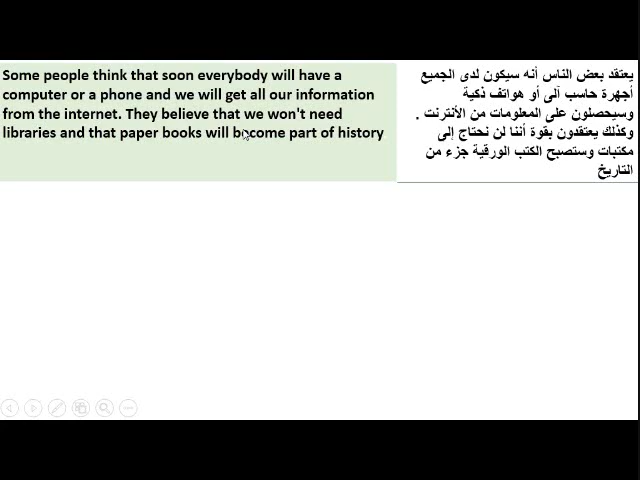 Some people think that soon everybody will have a
computer or a phone and we will get all our information
from the internet. They believe that we won't need
libraries and that paper books will become part of history
يعتقد بعض الناس أنه سيكون لدى الجميع
أجهرة حاسب آلى أو هواتف ذكية
وسيحصلون على المعلومات من الأنترنت .
وكذلك يعتقدون بقوة أننا لن نحتاج إلى
مكتبات وستصبح الكتب الورقية جزء من
التاريخ